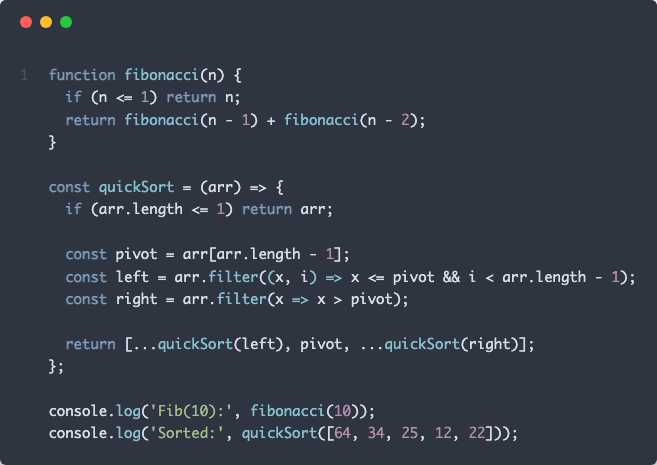 1 function fibonacci(n) {
if (n <= 1) return n;
return fibonacci(n - 1) + fibonacci(n - 2);
}
const quickSort = (arr) => {
if (arr.length <= 1) return arr;
const pivot = arr[arr.length - 1];
const left = arr.filter((x, i) => x <= pivot && i < arr.length - 1);
const right = arr.filter(x => x > pivot);
return [...quickSort(left), pivot, ...quickSort(right)];
};
console.log('Fib(10):', fibonacci(10));
console.log('Sorted:', quickSort([64, 34, 25, 12, 22]));